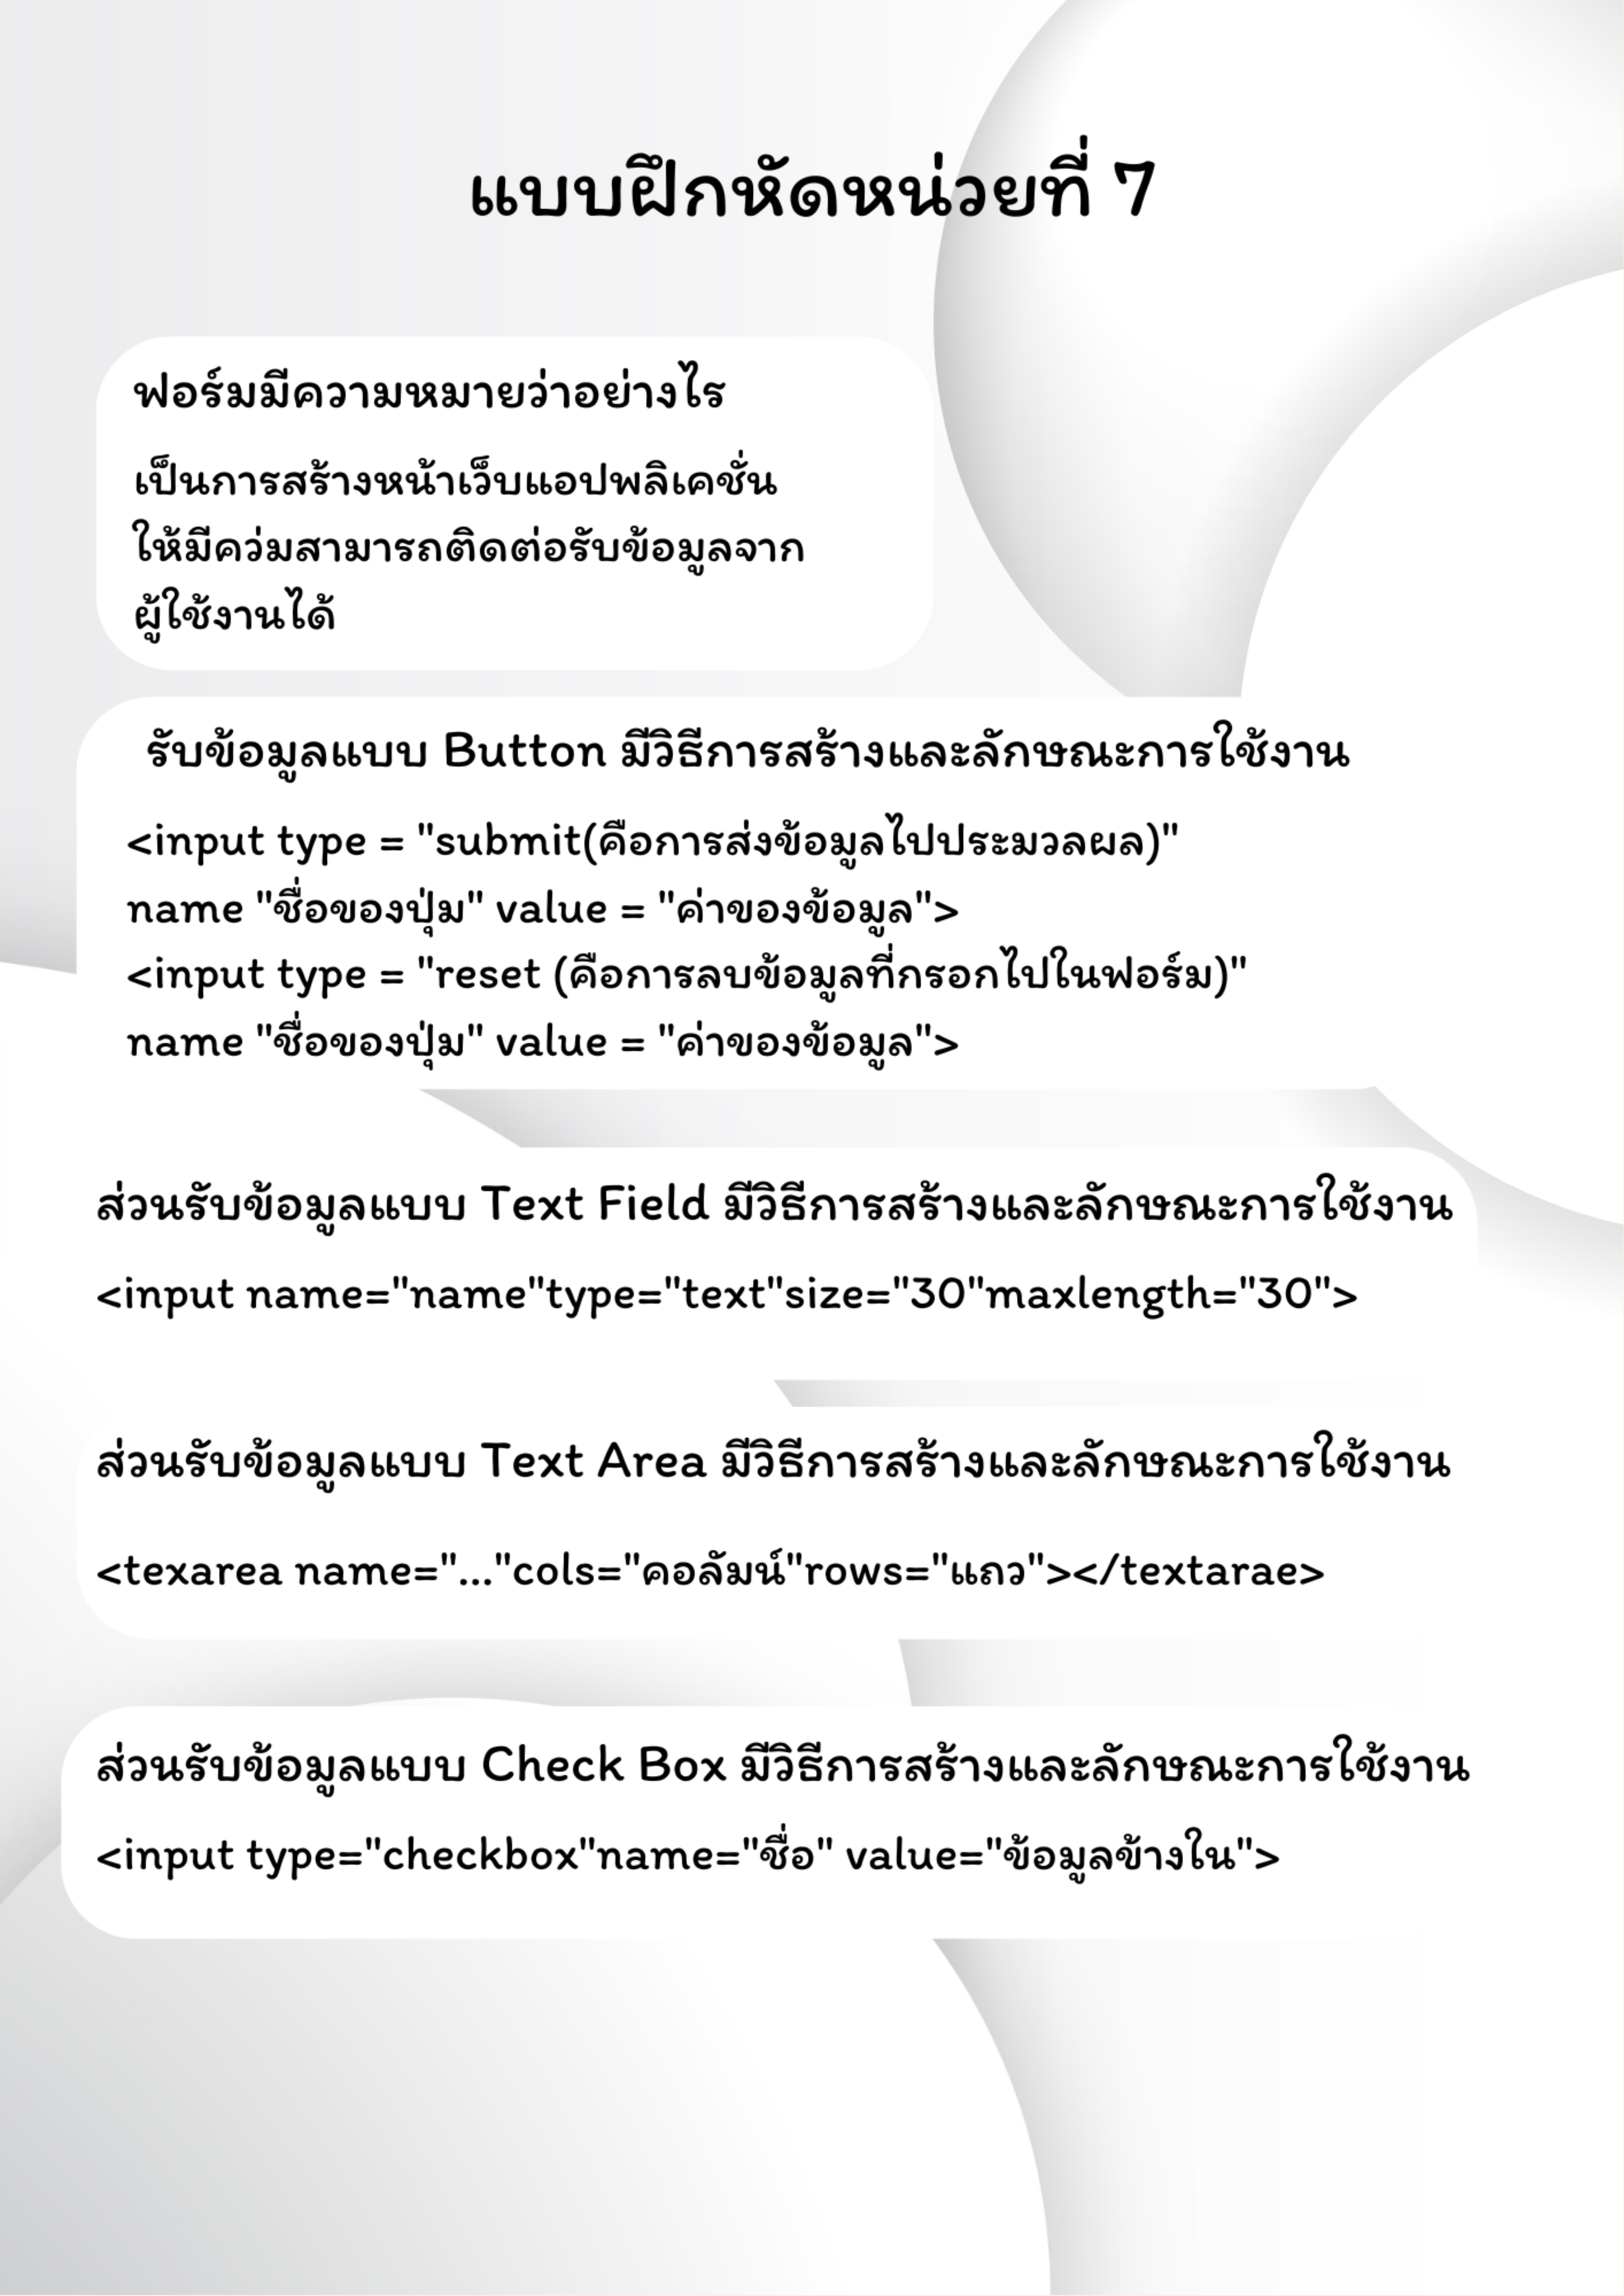 แบบฝึกหัดหน่วยที่ 7
ฟอร์มมีความหมายว่าอย่างไร
เป็นการสร้างหน้าเว็บแอปพลิเคชั่น
ให้มีคว่มสามารถติดต่อรับข้อมูลจาก
ผู้ใช้งานได้
รับข้อมูลแบบ Button มีวิธีการสร้างและลักษณะการใช้งาน
<input type = "submit(คือการส่งข้อมูลไปประมวลผล)"
name "ชื่อของปุ่ม" value = "ค่าของข้อมูล">
<input type = "reset (คือการลบข้อมูลที่กรอกไปในฟอร์ม)"
name "ชื่อของปุ่ม" value = "ค่าของข้อมูล">
ส่วนรับข้อมูลแบบ Text Field มีวิธีการสร้างและลักษณะการใช้งาน
<input name="name"type="text"size="30"maxlength="30">
ส่วนรับข้อมูลแบบ Text Area มีวิธีการสร้างและลักษณะการใช้งาน
<texarea name="..."cols="คอลัมน์"rows="แถว"></textarae>
ส่วนรับข้อมูลแบบ Check Box มีวิธีการสร้างและลักษณะการใช้งาน
<input type="checkbox"name="ชื่อ" value="ข้อมูลข้างใน">